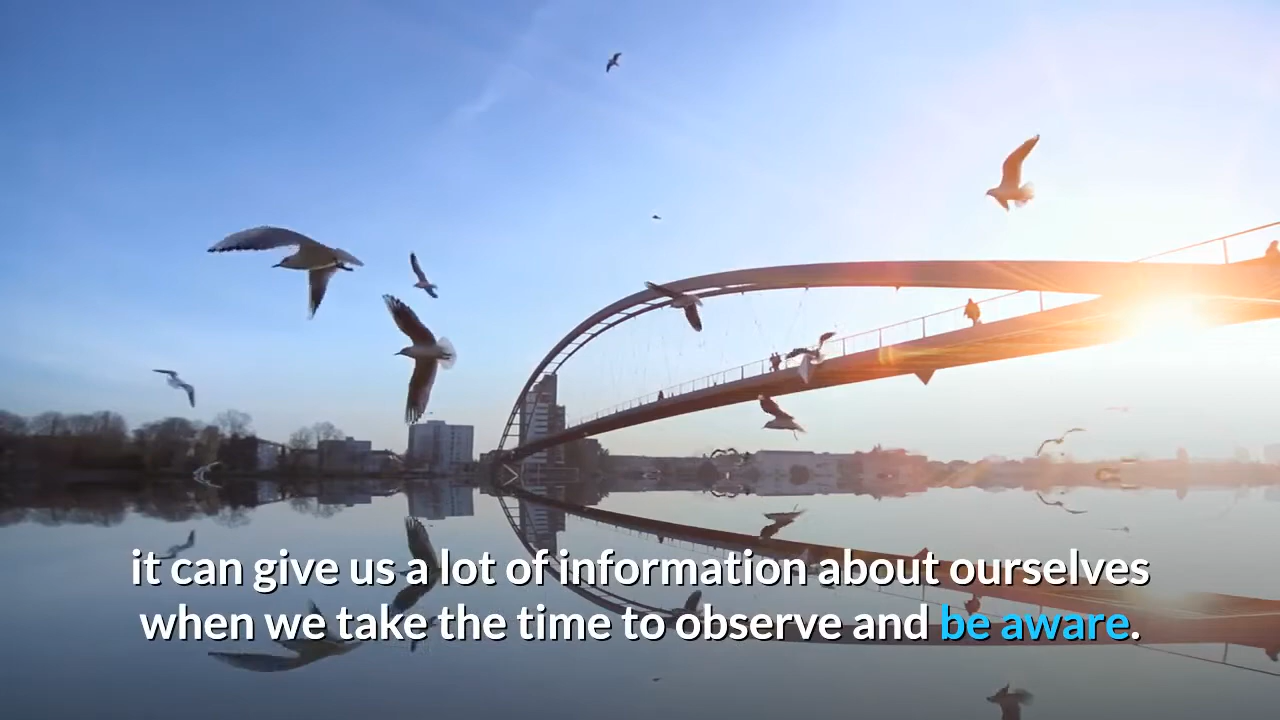 it can give us a lot of information about ourselves
when we take the time to observe and be aware.